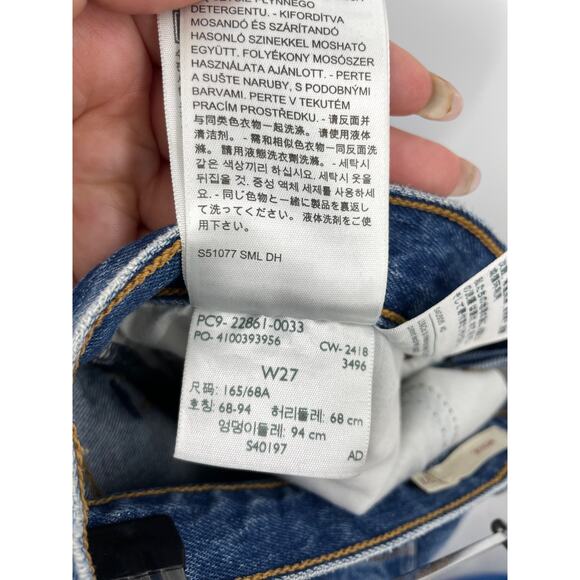 DETERGENTU. - KIFORDÍTVA
MOSANDÓ ÉS SZÁRÍTANDÓ
HASONLÓ SZINEKKEL MOSHATÓ
EGYÜTT. FOLYÉKONY MOSÓSZER
HASZNÁLATA AJÁNLOTT. - PERTE
A SUŠTE NARUBY, S PODOBNÝMI
BARVAMI. PERTE V TEKUTÉM
PRACÍM PROSTŘEDKU. - 请反面并
与同类色衣物一起洗涤。请使用液体
清洁剂。 - 需和相似色衣物一同反面洗
滌。 請用液態洗衣劑洗滌。 - 세탁시
같은 색상끼리 하십시요. 세탁시 옷을
뒤집을 것. 중성 액체 세제를 사용하세
요. - 同じ色の衣物と一緒に製品を裏返し
て洗ってください。液体洗剤をご使用
下さい。
S51077 SML DH
PC9- 22861-0033
PO- 4100393956
CW-2418
3496
W27
尺码: 165/68A
호칭: 68-94 허리둘레: 68 cm
엉덩이둘레: 94 cm
S40197
AD